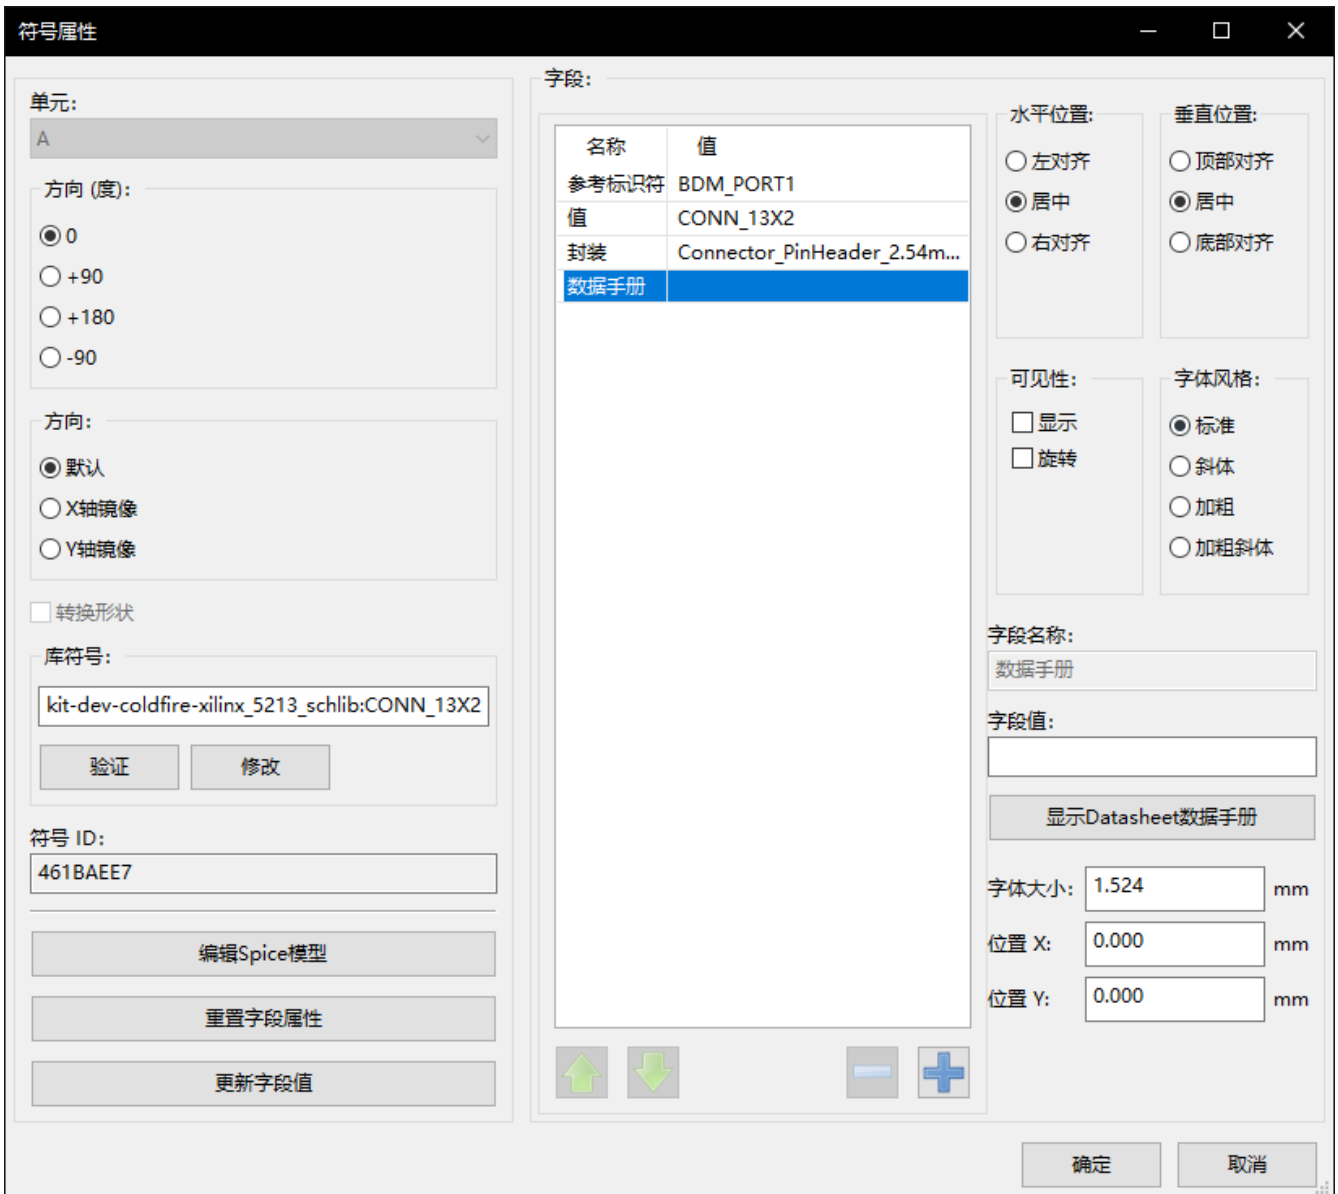 符号属性
单元:
A
方向 (度):
0
+90
+180
-90
方向:
默认
X轴镜像
Y轴镜像
转换形状
库符号:
kit-dev-coldfire-xilinx_5213_schlib:CONN_13X2
验证 修改
符号 ID:
461BAEE7
编辑Spice模型
重置字段属性
更新字段值
字段:
名称 值
参考标识符 BDM_PORT1
值 CONN_13X2
封装 Connector_PinHeader_2.54m...
数据手册
水平位置:
左对齐
居中
右对齐
垂直位置:
顶部对齐
居中
底部对齐
可见性:
显示
旋转
字体风格:
标准
斜体
加粗
加粗斜体
字段名称:
数据手册
字段值:
显示Datasheet数据手册
字体大小: 1.524 mm
位置 X: 0.000 mm
位置 Y: 0.000 mm
确定 取消